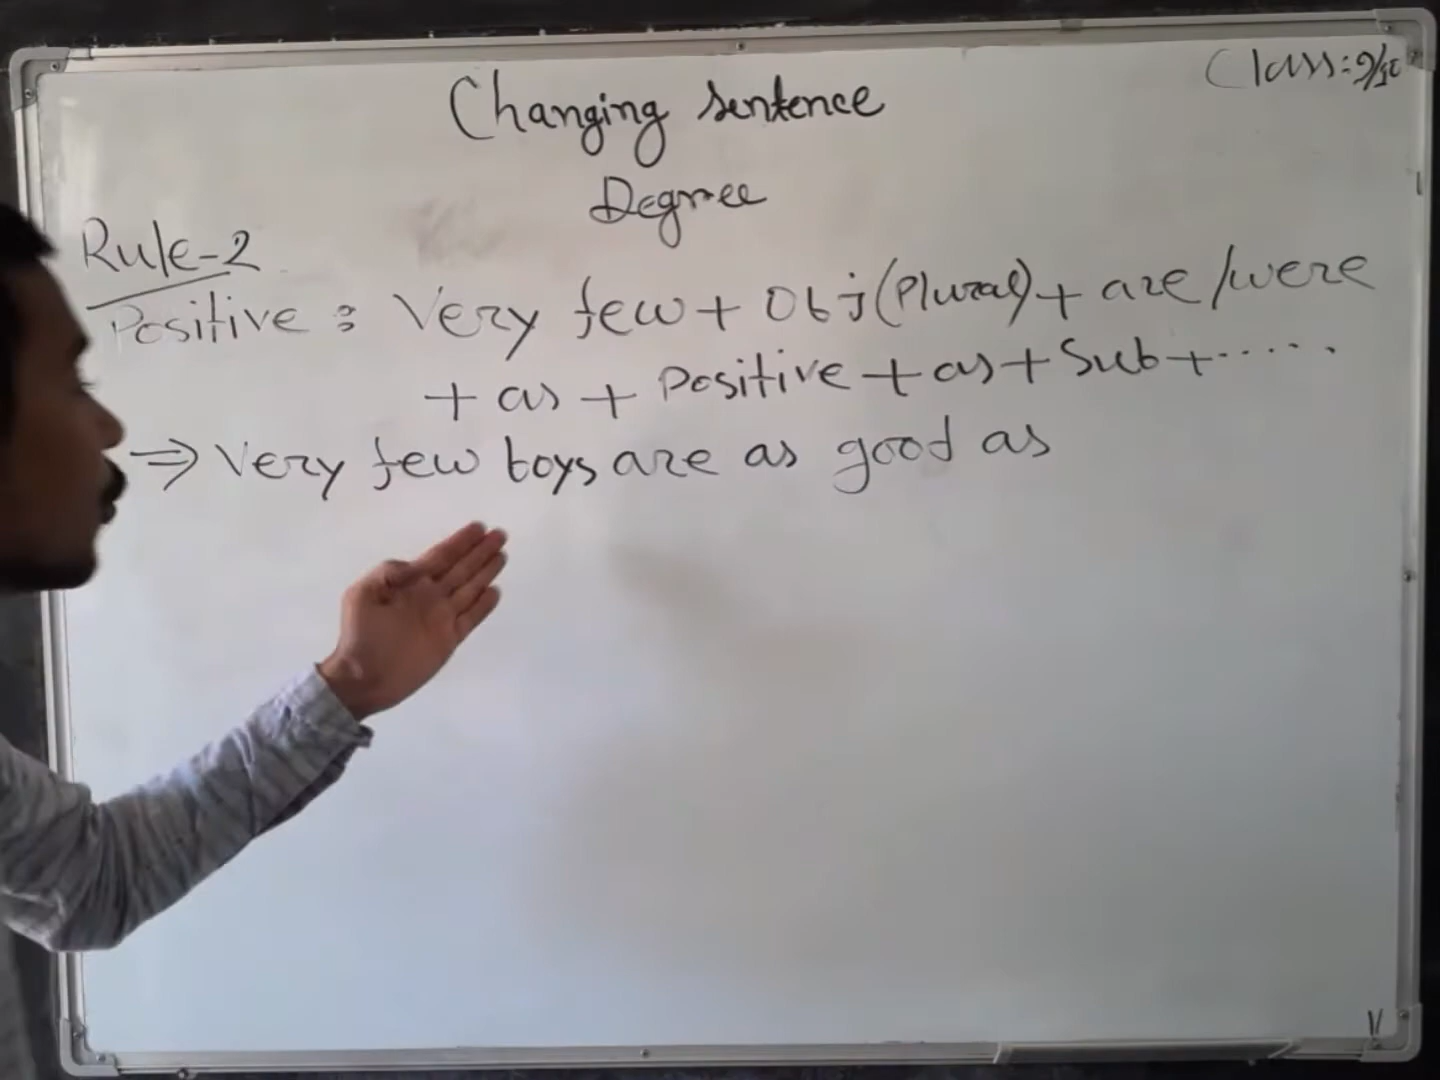 Class: 9/10
Changing sentence
Degree
Rule-2
Positive : Very few + Obj (Plural) + are/were
+ as + Positive + as + Sub + ......
⇒ Very few boys are as good as